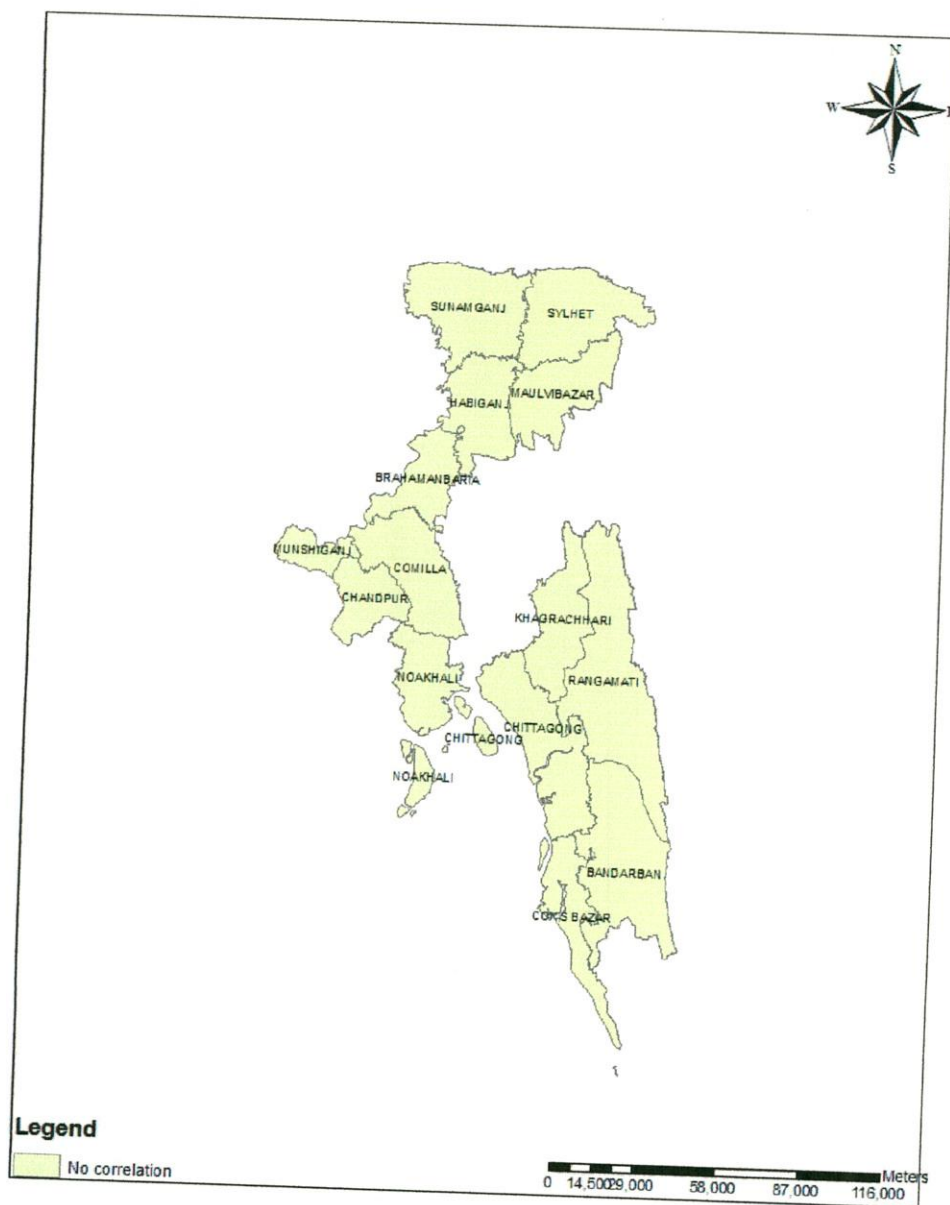 N
W
E
S
SUNAMGANJ
SYLHET
MAULVIBAZAR
HABIGANJ
BRAHAMANBARIA
MUNSHIGANJ
COMILLA
CHANDPUR
KHAGRACHHARI
NOAKHALI
RANGAMATI
CHITTAGONG
CHITTAGONG
NOAKHALI
BANDARBAN
COX'S BAZAR
Legend
No correlation
Meters
0 14,500 29,000 58,000 87,000 116,000